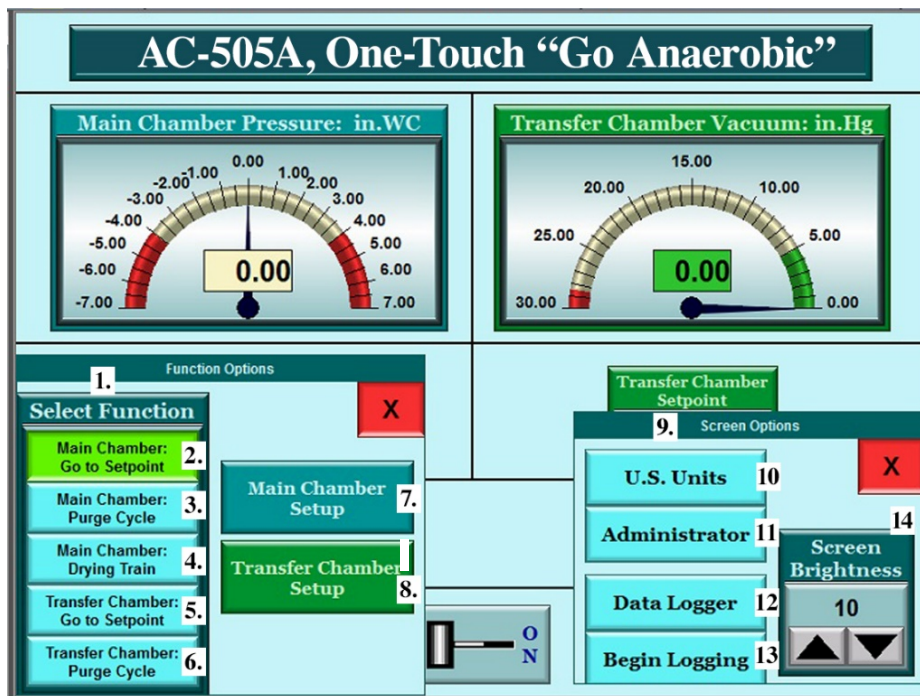 AC-505A, One-Touch “Go Anaerobic”
Main Chamber Pressure: in.WC
0.00
-1.00
1.00
-2.00
2.00
-3.00
3.00
-4.00
4.00
-5.00
5.00
-6.00
6.00
-7.00
7.00
0.00
Transfer Chamber Vacuum: in.Hg
15.00
20.00
10.00
25.00
5.00
30.00
0.00
0.00
Function Options
1.
X
Select Function
Main Chamber:
Go to Setpoint
2.
Main Chamber:
Purge Cycle
3.
Main Chamber:
Drying Train
4.
Transfer Chamber:
Go to Setpoint
5.
Transfer Chamber:
Purge Cycle
6.
Main Chamber
Setup
7.
Transfer Chamber
Setup
8.
O
N
Transfer Chamber
Setpoint
9.
Screen Options
X
U.S. Units
10
Administrator
11
Data Logger
12
Begin Logging
13
14
Screen
Brightness
10